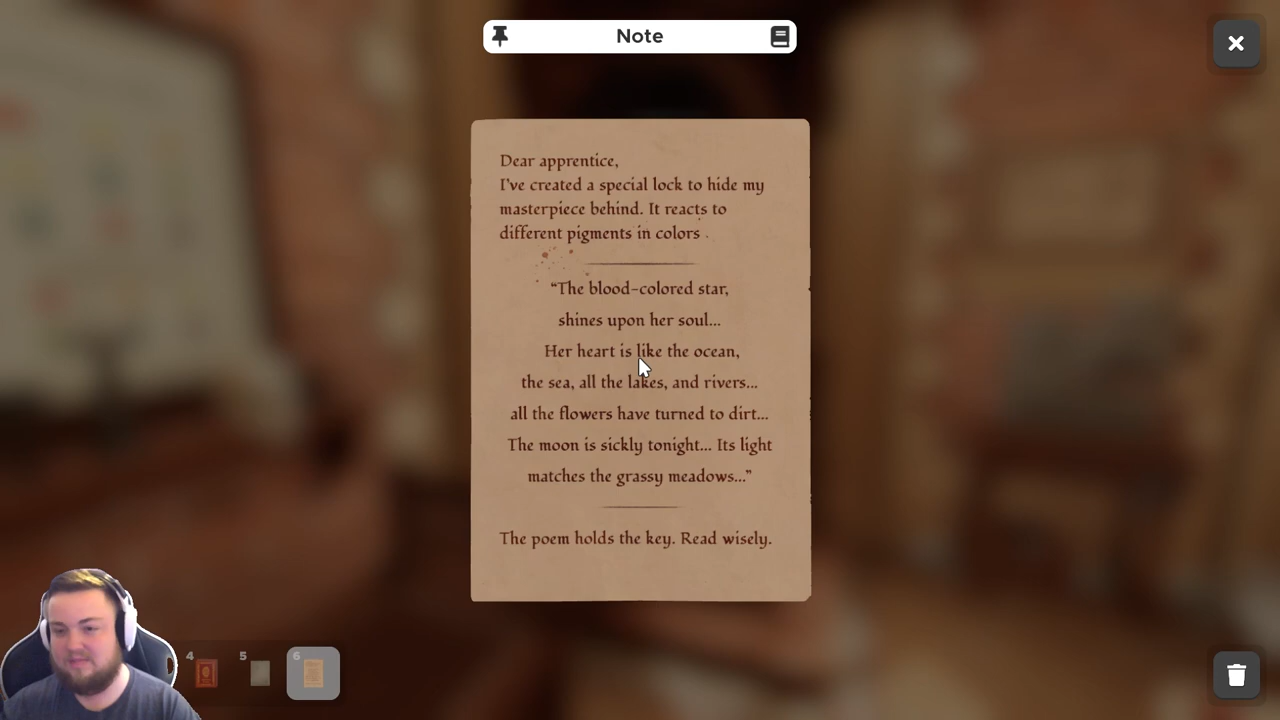 Note
Dear apprentice,
I've created a special lock to hide my
masterpiece behind. It reacts to
different pigments in colors .
“The blood-colored star,
shines upon her soul...
Her heart is like the ocean,
the sea, all the lakes, and rivers...
all the flowers have turned to dirt...
The moon is sickly tonight... Its light
matches the grassy meadows...”
The poem holds the key. Read wisely.
4
5
6